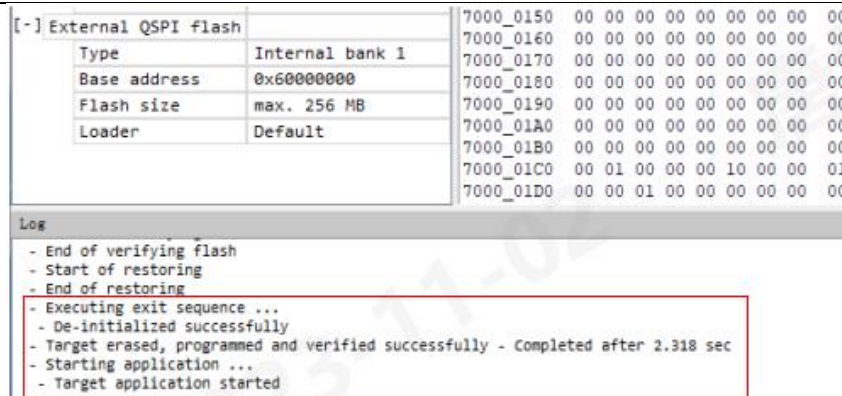 [-] External QSPI flash
Type Internal bank 1
Base address 0x60000000
Flash size max. 256 MB
Loader Default
7000_0150 00 00 00 00 00 00 00 00
7000_0160 00 00 00 00 00 00 00 00
7000_0170 00 00 00 00 00 00 00 00
7000_0180 00 00 00 00 00 00 00 00
7000_0190 00 00 00 00 00 00 00 00
7000_01A0 00 00 00 00 00 00 00 00
7000_01B0 00 00 00 00 00 00 00 00
7000_01C0 00 01 00 00 00 10 00 00 01
7000_01D0 00 00 01 00 00 00 00 00
Log
- End of verifying flash
- Start of restoring
- End of restoring
- Executing exit sequence ...
- De-initialized successfully
- Target erased, programmed and verified successfully - Completed after 2.318 sec
- Starting application ...
- Target application started